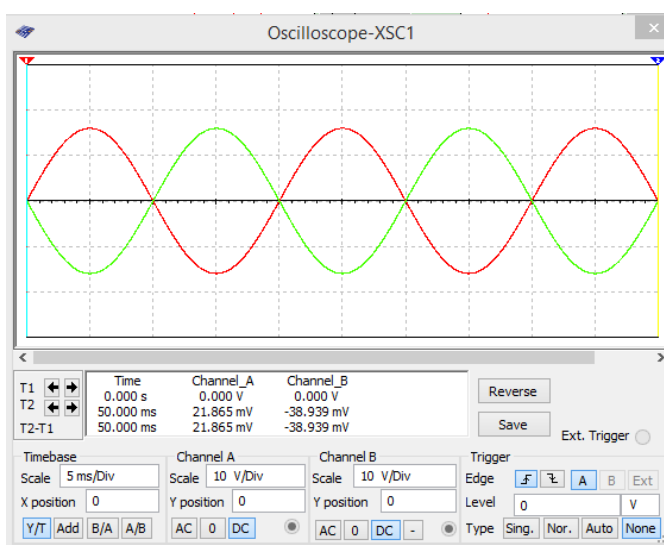 Oscilloscope-XSC1
T1
T2
T2-T1
Time Channel_A Channel_B
0.000 s 0.000 V 0.000 V
50.000 ms 21.865 mV -38.939 mV
50.000 ms 21.865 mV -38.939 mV
Reverse
Save
Ext. Trigger
Timebase
Scale 5 ms/Div
X position 0
Y/T Add B/A A/B
Channel A
Scale 10 V/Div
Y position 0
AC 0 DC
Channel B
Scale 10 V/Div
Y position 0
AC 0 DC -
Trigger
Edge A B Ext
Level 0 V
Type Sing. Nor. Auto None